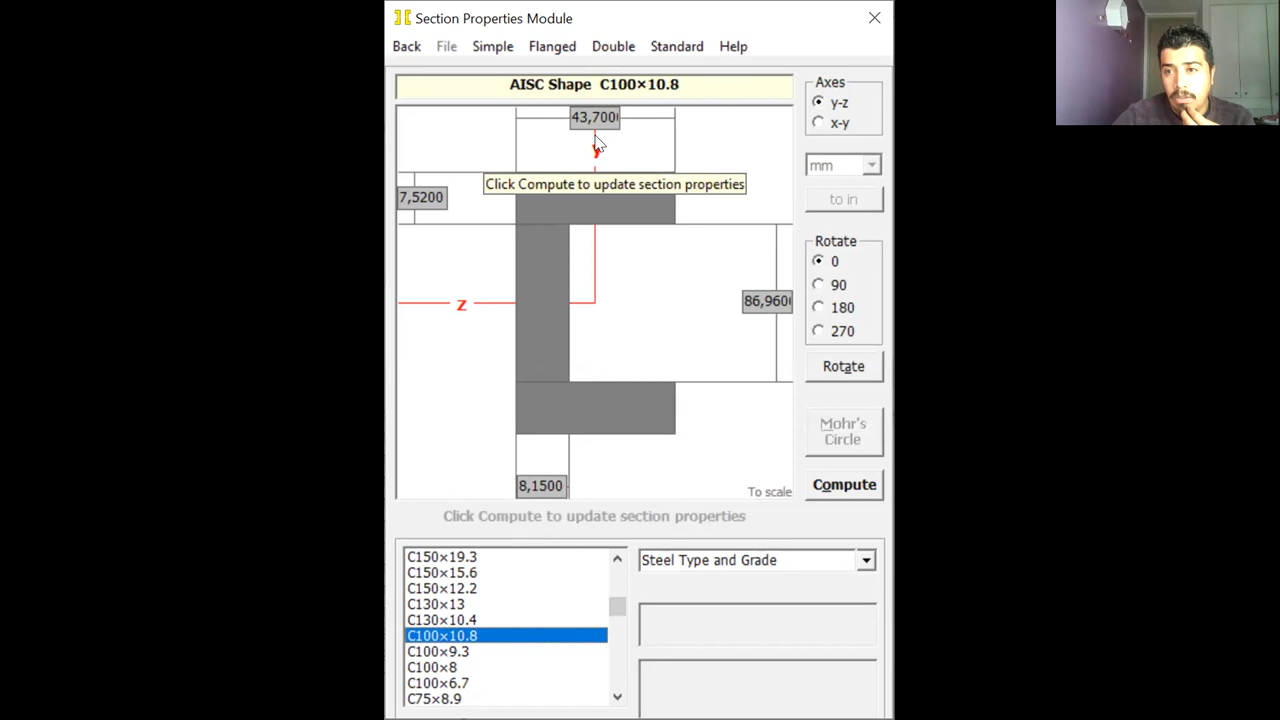 Section Properties Module
Back File Simple Flanged Double Standard Help
AISC Shape C100×10.8
Axes
y-z
x-y
43,700
Y
mm
Click Compute to update section properties
7,5200
to in
Rotate
0
90
180
270
z
86,960
Rotate
Mohr's
Circle
8,1500
To scale
Compute
Click Compute to update section properties
C150×19.3
C150×15.6
C150×12.2
C130×13
C130×10.4
C100×10.8
C100×9.3
C100×8
C100×6.7
C75×8.9
Steel Type and Grade